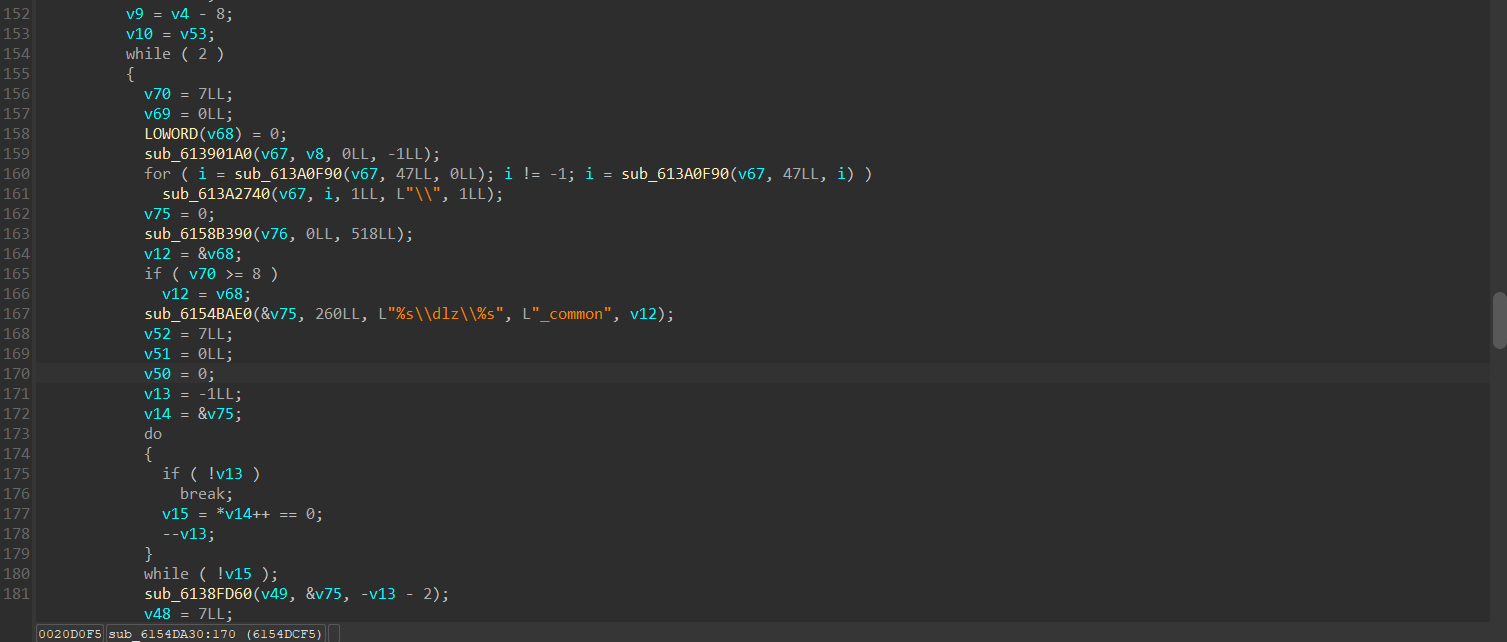 152 v9 = v4 - 8;
153 v10 = v53;
154 while ( 2 )
155 {
156 v70 = 7LL;
157 v69 = 0LL;
158 LOWORD(v68) = 0;
159 sub_613901A0(v67, v8, 0LL, -1LL);
160 for ( i = sub_613A0F90(v67, 47LL, 0LL); i != -1; i = sub_613A0F90(v67, 47LL, i) )
161 sub_613A2740(v67, i, 1LL, L"\\", 1LL);
162 v75 = 0;
163 sub_6158B390(v76, 0LL, 518LL);
164 v12 = &v68;
165 if ( v70 >= 8 )
166 v12 = v68;
167 sub_6154BAE0(&v75, 260LL, L"%s\\dlz\\%s", L"_common", v12);
168 v52 = 7LL;
169 v51 = 0LL;
170 v50 = 0;
171 v13 = -1LL;
172 v14 = &v75;
173 do
174 {
175 if ( !v13 )
176 break;
177 v15 = *v14++ == 0;
178 --v13;
179 }
180 while ( !v15 );
181 sub_6138FD60(v49, &v75, -v13 - 2);
v48 = 7LL;
0020D0F5 sub_6154DA30:170 (6154DCF5)